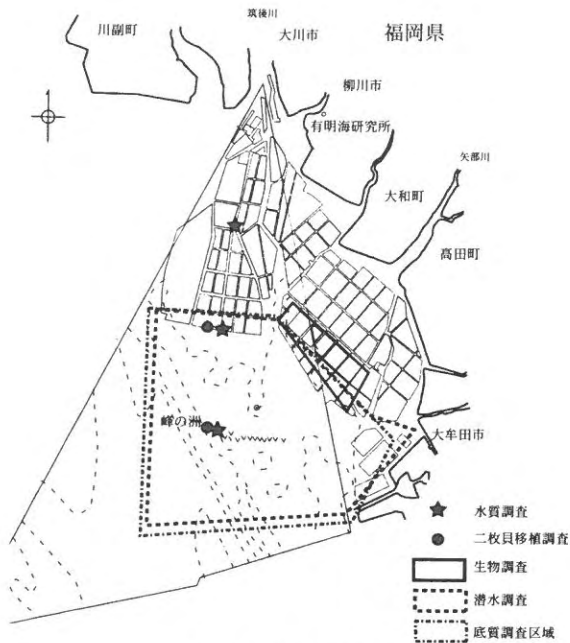 筑後川
川副町
大川市
福岡県
柳川市
有明海研究所
矢部川
大和町
高田町
峰の洲
大牟田市
水質調査
二枚貝移植調査
生物調査
潜水調査
底質調査区域